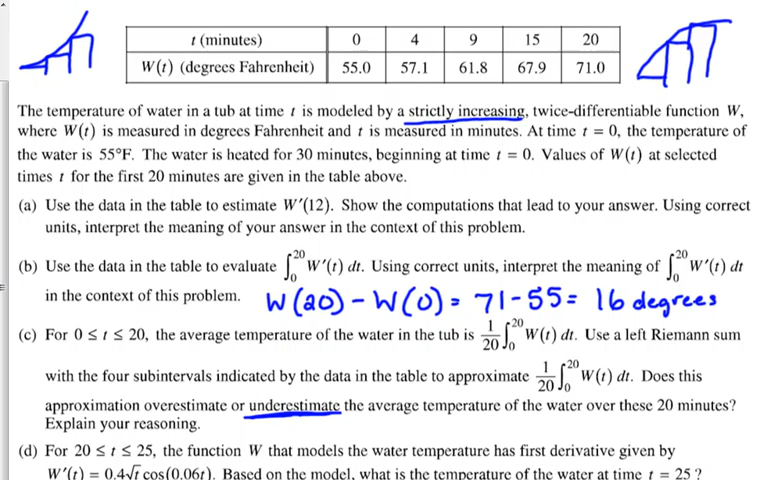 t (minutes) 0 4 9 15 20
W(t) (degrees Fahrenheit) 55.0 57.1 61.8 67.9 71.0
The temperature of water in a tub at time t is modeled by a strictly increasing, twice-differentiable function W,
where W(t) is measured in degrees Fahrenheit and t is measured in minutes. At time t = 0, the temperature of
the water is 55°F. The water is heated for 30 minutes, beginning at time t = 0. Values of W(t) at selected
times t for the first 20 minutes are given in the table above.
(a) Use the data in the table to estimate W′(12). Show the computations that lead to your answer. Using correct
units, interpret the meaning of your answer in the context of this problem.
(b) Use the data in the table to evaluate ∫₀²⁰ W′(t) dt. Using correct units, interpret the meaning of ∫₀²⁰ W′(t) dt
in the context of this problem. W(20) - W(0) = 71-55 = 16 degrees
(c) For 0 ≤ t ≤ 20, the average temperature of the water in the tub is 1/20 ∫₀²⁰ W(t) dt. Use a left Riemann sum
with the four subintervals indicated by the data in the table to approximate 1/20 ∫₀²⁰ W(t) dt. Does this
approximation overestimate or underestimate the average temperature of the water over these 20 minutes?
Explain your reasoning.
(d) For 20 ≤ t ≤ 25, the function W that models the water temperature has first derivative given by
W′(t) = 0.4√t cos(0.06t). Based on the model, what is the temperature of the water at time t = 25 ?